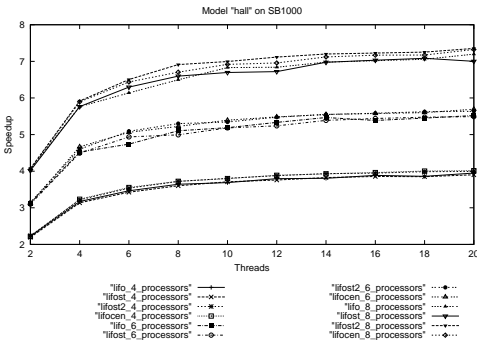 Model "hall" on SB1000
Speedup
8
7
6
5
4
3
2
2 4 6 8 10 12 14 16 18 20
Threads
"lifo_4_processors" "lifost2_6_processors"
"lifost_4_processors" "lifocen_6_processors"
"lifost2_4_processors" "lifo_8_processors"
"lifocen_4_processors" "lifost_8_processors"
"lifo_6_processors" "lifost2_8_processors"
"lifost_6_processors" "lifocen_8_processors"